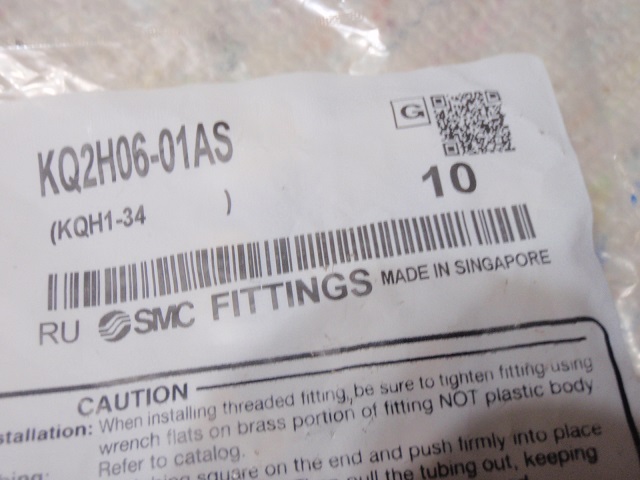 KQ2H06-01AS
G
(KQH1-34 )
10
RU SMC FITTINGS MADE IN SINGAPORE
CAUTION
stallation: When installing threaded fitting, be sure to tighten fitting using
wrench flats on brass portion of fitting NOT plastic body
Refer to catalog.
square on the end and push firmly into place
pull the tubing out, keeping